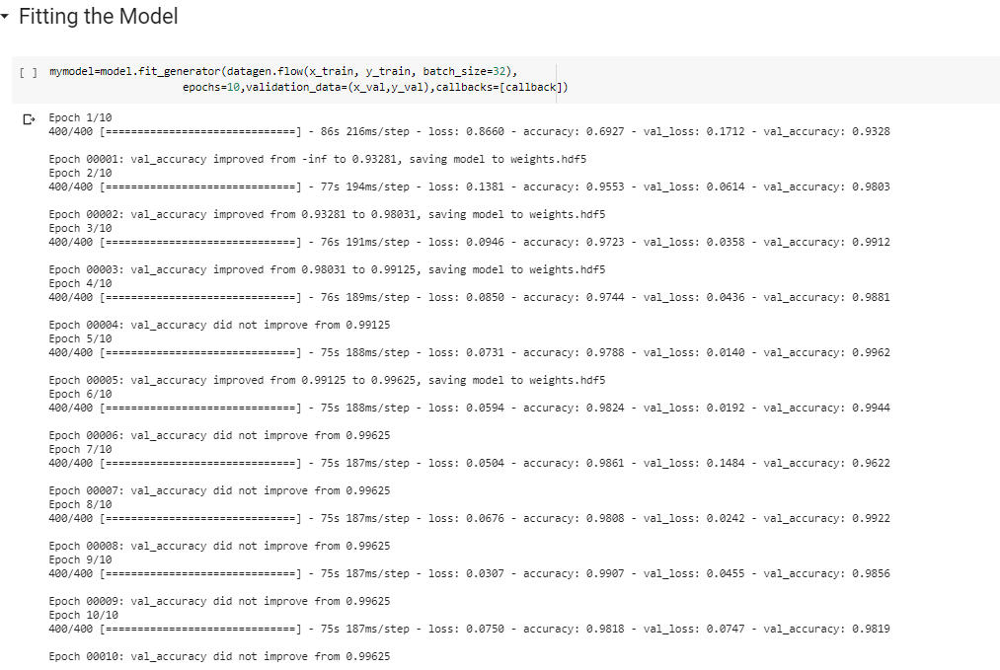 Fitting the Model
[ ] mymodel=model.fit_generator(datagen.flow(x_train, y_train, batch_size=32),
epochs=10,validation_data=(x_val,y_val),callbacks=[callback])
Epoch 1/10
400/400 [==============================] - 86s 216ms/step - loss: 0.8660 - accuracy: 0.6927 - val_loss: 0.1712 - val_accuracy: 0.9328
Epoch 00001: val_accuracy improved from -inf to 0.93281, saving model to weights.hdf5
Epoch 2/10
400/400 [==============================] - 77s 194ms/step - loss: 0.1381 - accuracy: 0.9553 - val_loss: 0.0614 - val_accuracy: 0.9803
Epoch 00002: val_accuracy improved from 0.93281 to 0.98031, saving model to weights.hdf5
Epoch 3/10
400/400 [==============================] - 76s 191ms/step - loss: 0.0946 - accuracy: 0.9723 - val_loss: 0.0358 - val_accuracy: 0.9912
Epoch 00003: val_accuracy improved from 0.98031 to 0.99125, saving model to weights.hdf5
Epoch 4/10
400/400 [==============================] - 76s 189ms/step - loss: 0.0850 - accuracy: 0.9744 - val_loss: 0.0436 - val_accuracy: 0.9881
Epoch 00004: val_accuracy did not improve from 0.99125
Epoch 5/10
400/400 [==============================] - 75s 188ms/step - loss: 0.0731 - accuracy: 0.9788 - val_loss: 0.0140 - val_accuracy: 0.9962
Epoch 00005: val_accuracy improved from 0.99125 to 0.99625, saving model to weights.hdf5
Epoch 6/10
400/400 [==============================] - 75s 188ms/step - loss: 0.0594 - accuracy: 0.9824 - val_loss: 0.0192 - val_accuracy: 0.9944
Epoch 00006: val_accuracy did not improve from 0.99625
Epoch 7/10
400/400 [==============================] - 75s 187ms/step - loss: 0.0504 - accuracy: 0.9861 - val_loss: 0.1484 - val_accuracy: 0.9622
Epoch 00007: val_accuracy did not improve from 0.99625
Epoch 8/10
400/400 [==============================] - 75s 187ms/step - loss: 0.0676 - accuracy: 0.9808 - val_loss: 0.0242 - val_accuracy: 0.9922
Epoch 00008: val_accuracy did not improve from 0.99625
Epoch 9/10
400/400 [==============================] - 75s 187ms/step - loss: 0.0307 - accuracy: 0.9907 - val_loss: 0.0455 - val_accuracy: 0.9856
Epoch 00009: val_accuracy did not improve from 0.99625
Epoch 10/10
400/400 [==============================] - 75s 187ms/step - loss: 0.0750 - accuracy: 0.9818 - val_loss: 0.0747 - val_accuracy: 0.9819
Epoch 00010: val_accuracy did not improve from 0.99625